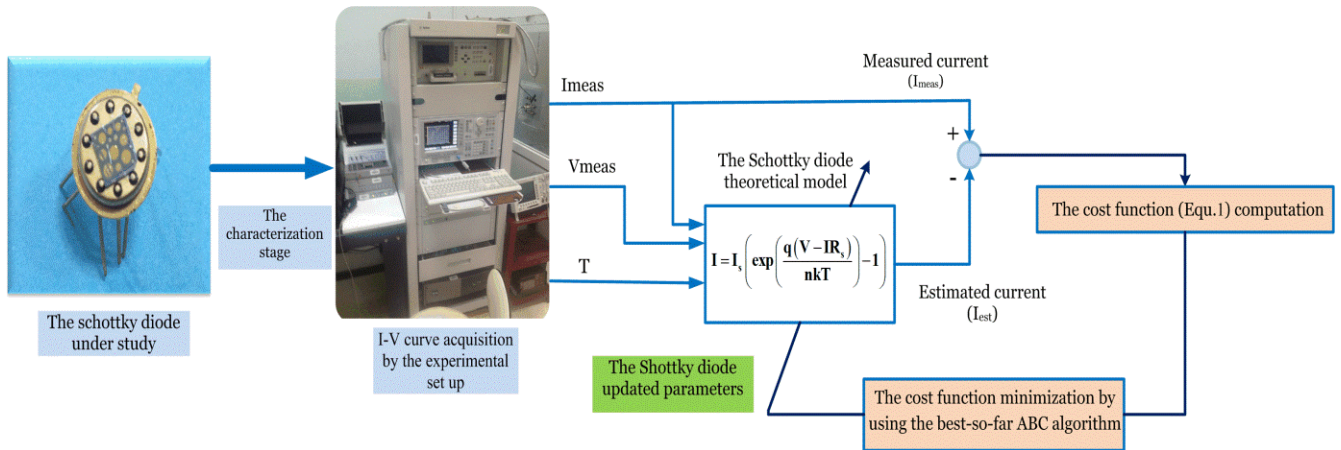 The schottky diode
under study
The
characterization
stage
I-V curve acquisition
by the experimental
set up
Imeas
Vmeas
T
Measured current
(Imeas)
+
-
The Schottky diode
theoretical model
I = Is(exp(q(V − IRs)/nkT) − 1)
Estimated current
(Iest)
The cost function (Equ.1) computation
The Shottky diode
updated parameters
The cost function minimization by
using the best-so-far ABC algorithm